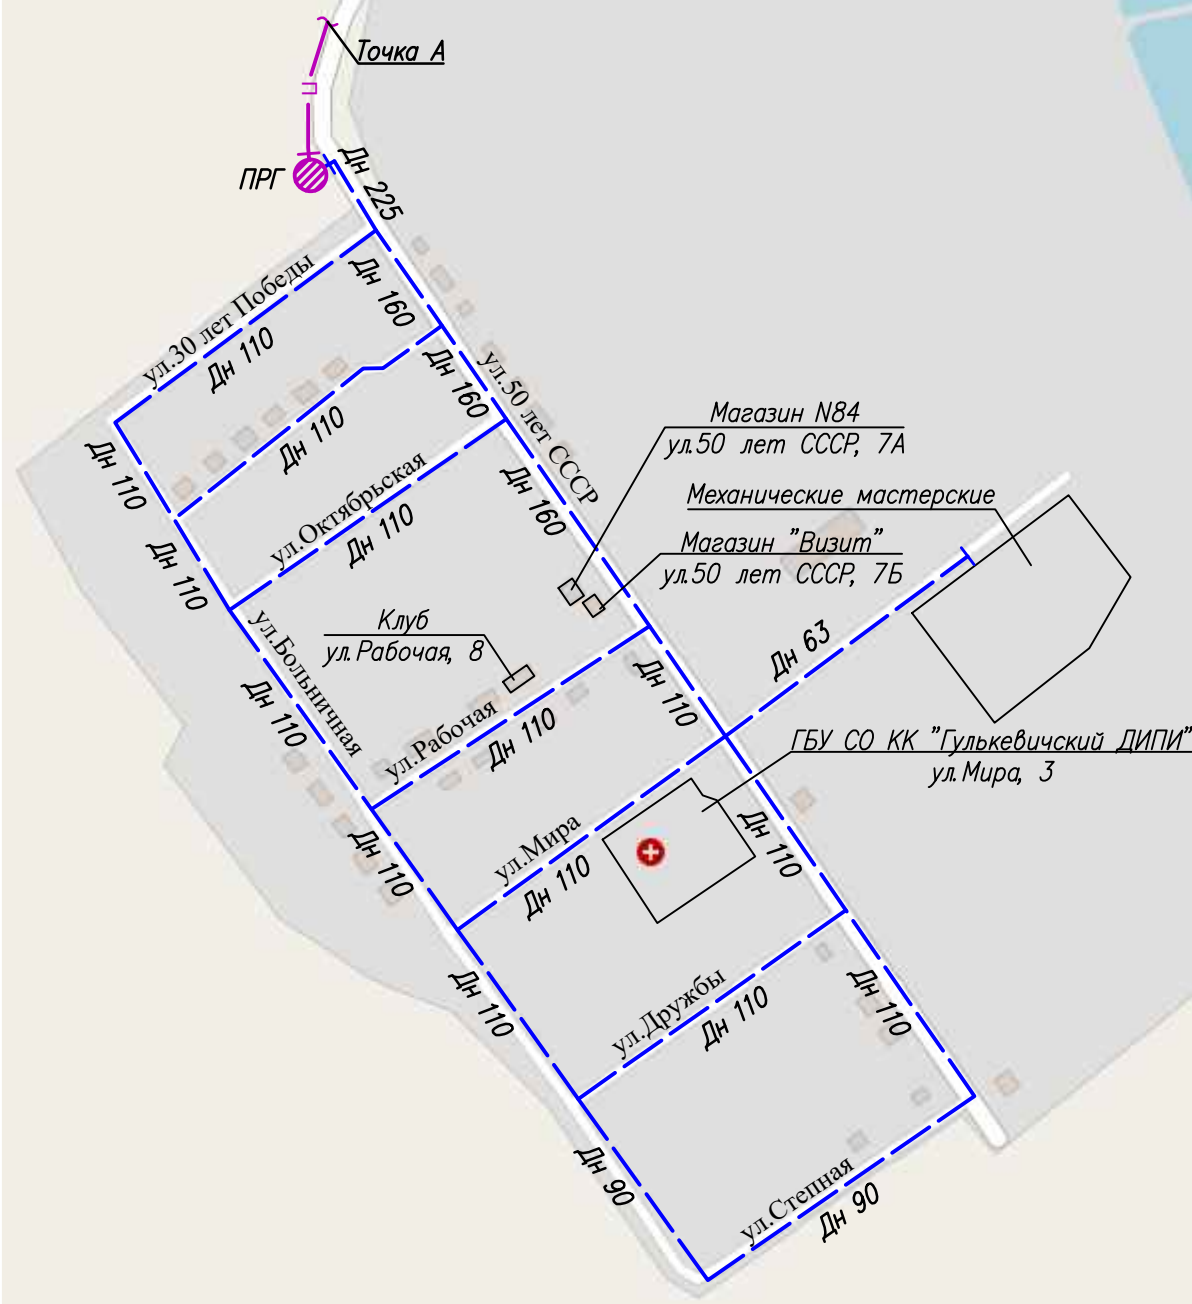 Точка А
ПРГ
Дн 225
ул.30 лет Победы
Дн 160
Дн 110
ул.50 лет СССР
Дн 160
Дн 110
Дн 110
ул.Октябрьская
Дн 110
Дн 160
Магазин N84
ул.50 лет СССР, 7А
Механические мастерские
Магазин "Визит"
ул.50 лет СССР, 7Б
Дн 110
Клуб
ул.Рабочая, 8
ул.Больничная
Дн 63
Дн 110
Дн 110
ул.Рабочая
Дн 110
ГБУ СО КК "Гулькевичский ДИПИ"
ул.Мира, 3
ул.Мира
Дн 110
Дн 110
Дн 110
ул.Дружбы
Дн 110
Дн 110
Дн 110
ул.Степная
Дн 90
Дн 90